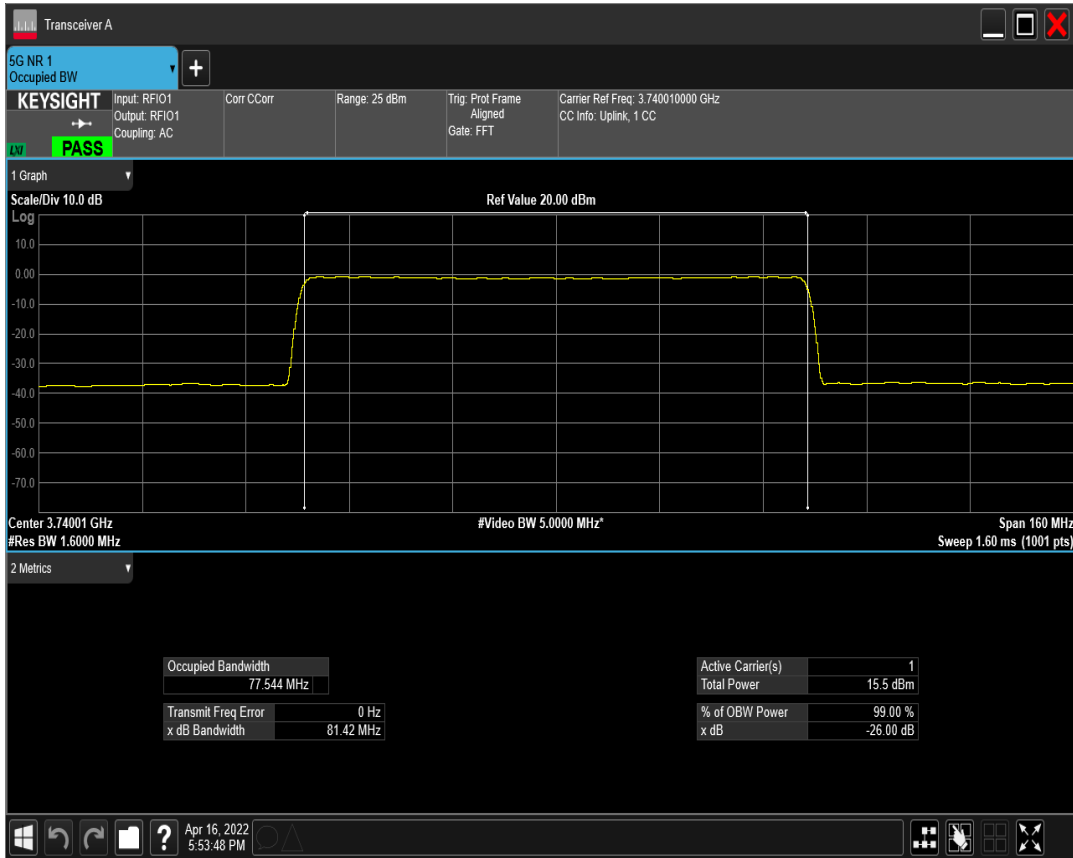 Transceiver A
5G NR 1
Occupied BW
+
KEYSIGHT
LXI
PASS
Input: RFIO1
Output: RFIO1
Coupling: AC
Corr CCorr
Range: 25 dBm
Trig: Prot Frame
Aligned
Gate: FFT
Carrier Ref Freq: 3.740010000 GHz
CC Info: Uplink, 1 CC
1 Graph
Scale/Div 10.0 dB
Ref Value 20.00 dBm
Log
10.0
0.00
-10.0
-20.0
-30.0
-40.0
-50.0
-60.0
-70.0
Center 3.74001 GHz
#Video BW 5.0000 MHz*
Span 160 MHz
#Res BW 1.6000 MHz
Sweep 1.60 ms (1001 pts)
2 Metrics
Occupied Bandwidth
77.544 MHz
Transmit Freq Error 0 Hz
x dB Bandwidth 81.42 MHz
Active Carrier(s) 1
Total Power 15.5 dBm
% of OBW Power 99.00 %
x dB -26.00 dB
?
Apr 16, 2022
5:53:48 PM